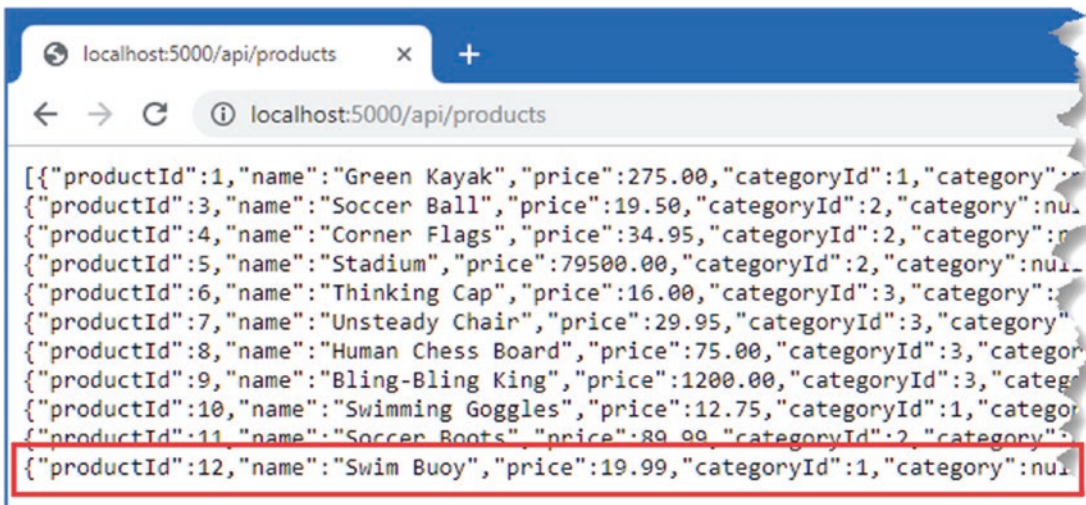 localhost:5000/api/products
localhost:5000/api/products
[{"productId":1,"name":"Green Kayak","price":275.00,"categoryId":1,"category":
{"productId":3,"name":"Soccer Ball","price":19.50,"categoryId":2,"category":nul
{"productId":4,"name":"Corner Flags","price":34.95,"categoryId":2,"category":n
{"productId":5,"name":"Stadium","price":79500.00,"categoryId":2,"category":null
{"productId":6,"name":"Thinking Cap","price":16.00,"categoryId":3,"category":
{"productId":7,"name":"Unsteady Chair","price":29.95,"categoryId":3,"category"
{"productId":8,"name":"Human Chess Board","price":75.00,"categoryId":3,"categor
{"productId":9,"name":"Bling-Bling King","price":1200.00,"categoryId":3,"categ
{"productId":10,"name":"Swimming Goggles","price":12.75,"categoryId":1,"categor
{"productId":11,"name":"Soccer Boots","price":89.99,"categoryId":2,"category"
{"productId":12,"name":"Swim Buoy","price":19.99,"categoryId":1,"category":nul